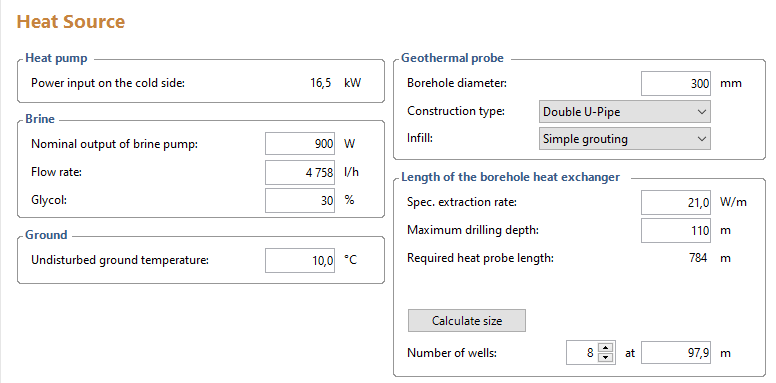 Heat Source
Heat pump
Power input on the cold side: 16,5 kW
Brine
Nominal output of brine pump: 900 W
Flow rate: 4 758 l/h
Glycol: 30 %
Ground
Undisturbed ground temperature: 10,0 °C
Geothermal probe
Borehole diameter: 300 mm
Construction type: Double U-Pipe
Infill: Simple grouting
Length of the borehole heat exchanger
Spec. extraction rate: 21,0 W/m
Maximum drilling depth: 110 m
Required heat probe length: 784 m
Calculate size
Number of wells: 8 at 97,9 m